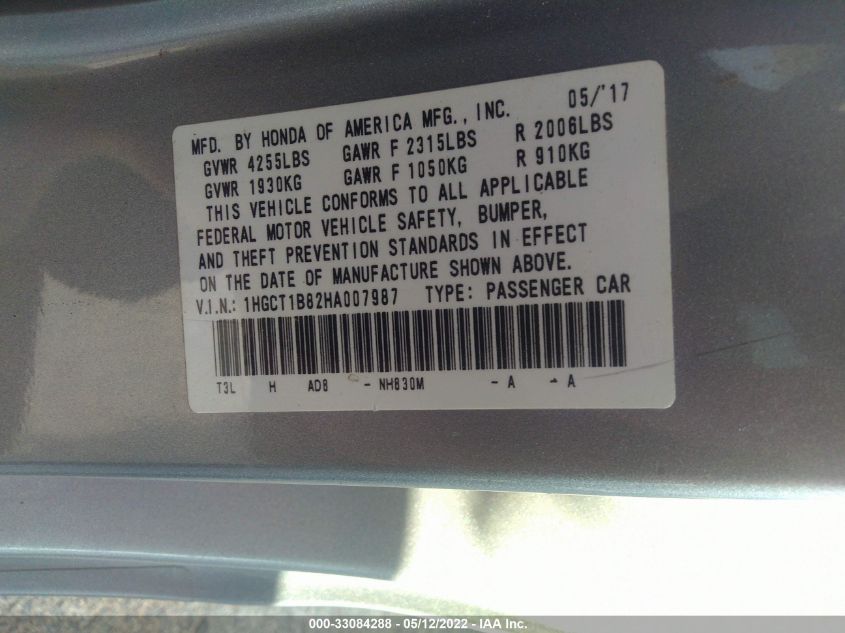 MFD. BY HONDA OF AMERICA MFG., INC. 05/'17
GVWR 4255LBS GAWR F 2315LBS R 2006LBS
GVWR 1930KG GAWR F 1050KG R 910KG
THIS VEHICLE CONFORMS TO ALL APPLICABLE
FEDERAL MOTOR VEHICLE SAFETY, BUMPER,
AND THEFT PREVENTION STANDARDS IN EFFECT
ON THE DATE OF MANUFACTURE SHOWN ABOVE.
V.I.N.: 1HGCT1B82HA007987 TYPE: PASSENGER CAR
T3L H AD8 - NH830M - A - A
000-33084288 - 05/12/2022 - IAA Inc.